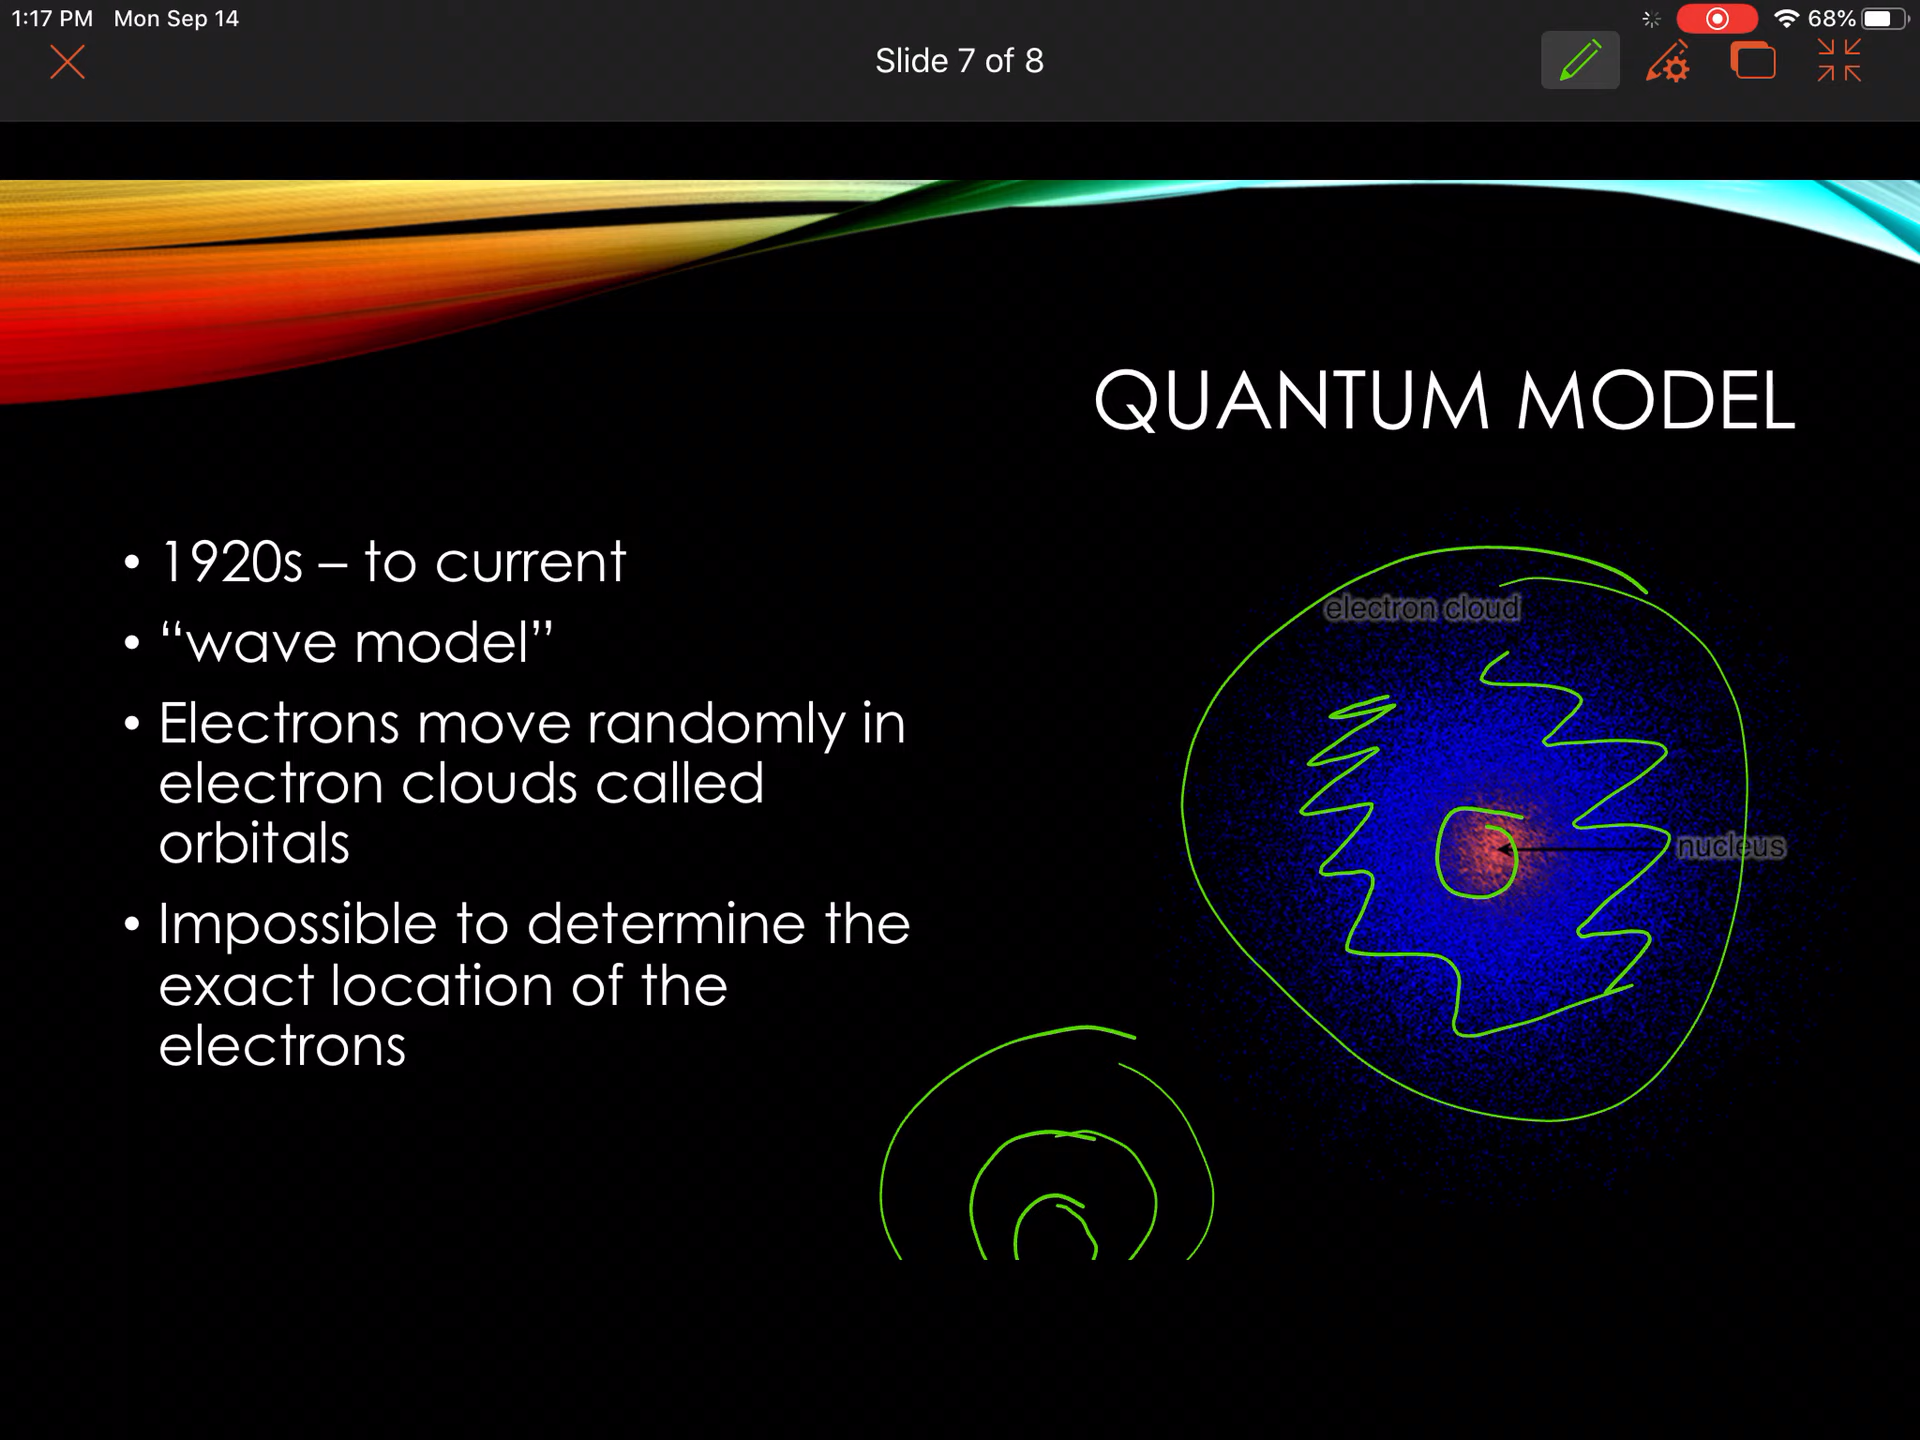 1:17 PM Mon Sep 14
68%
Slide 7 of 8
QUANTUM MODEL
• 1920s – to current
• “wave model”
• Electrons move randomly in
electron clouds called
orbitals
• Impossible to determine the
exact location of the
electrons
electron cloud
nucleus